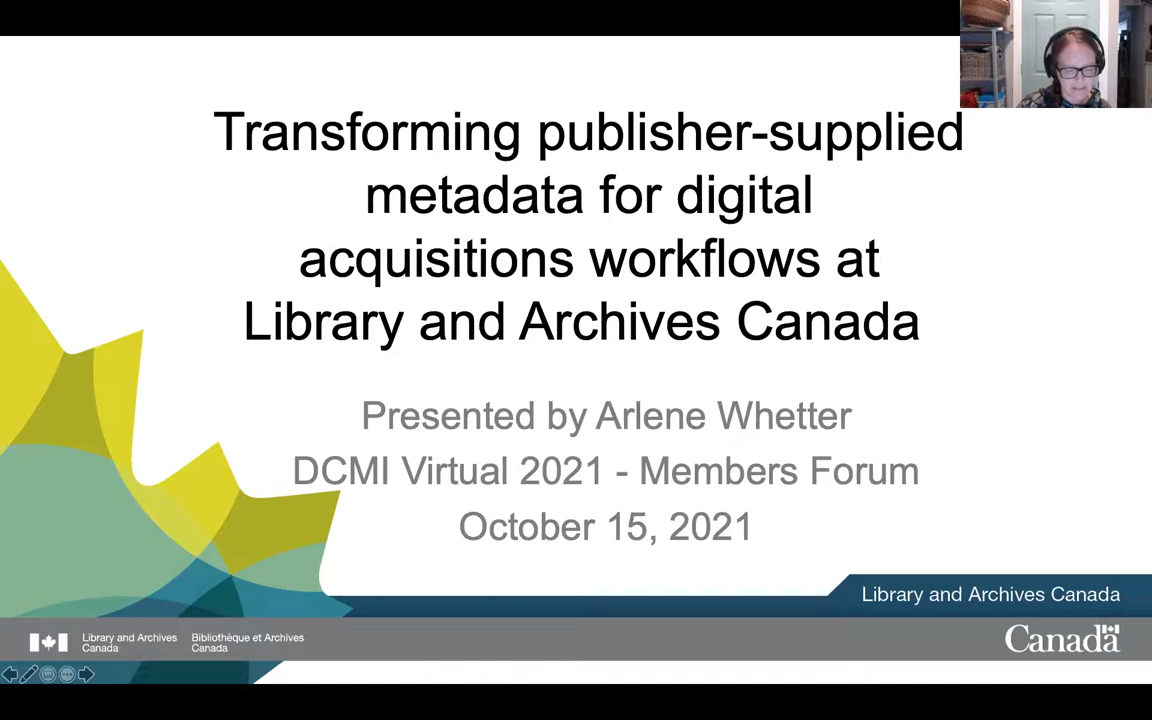 Transforming publisher-supplied
metadata for digital
acquisitions workflows at
Library and Archives Canada
Presented by Arlene Whetter
DCMI Virtual 2021 - Members Forum
October 15, 2021
Library and Archives Canada
Library and Archives
Canada
Bibliothèque et Archives
Canada
Canada